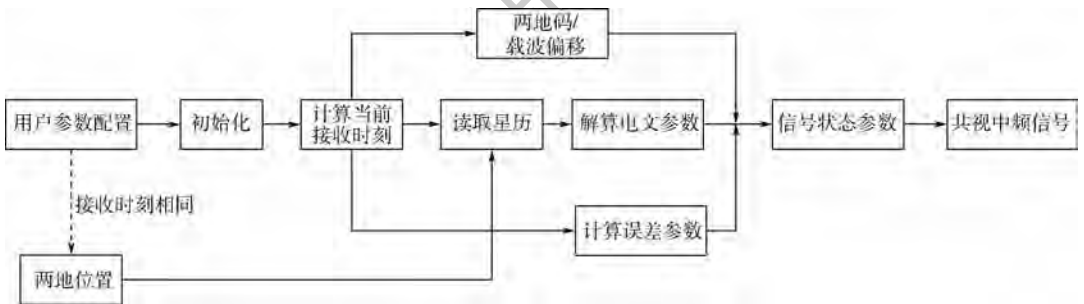 两地码/
载波偏移
用户参数配置
初始化
计算当前
接收时刻
读取星历
解算电文参数
信号状态参数
共视中频信号
接收时刻相同
计算误差参数
两地位置